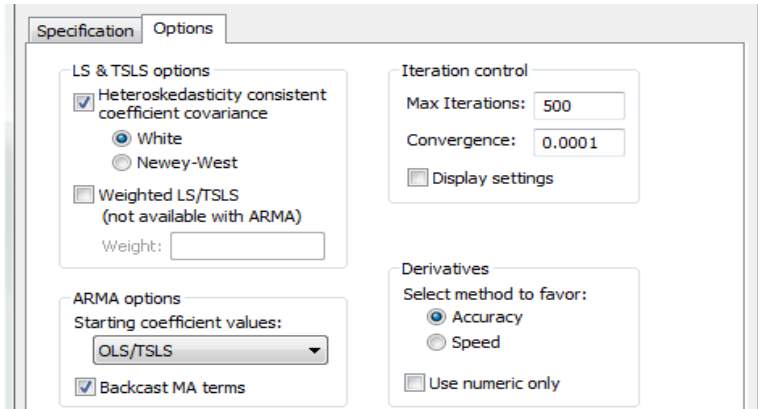 Specification
Options
LS & TSLS options
Heteroskedasticity consistent
coefficient covariance
White
Newey-West
Weighted LS/TSLS
(not available with ARMA)
Weight:
ARMA options
Starting coefficient values:
OLS/TSLS
Backcast MA terms
Iteration control
Max Iterations: 500
Convergence: 0.0001
Display settings
Derivatives
Select method to favor:
Accuracy
Speed
Use numeric only